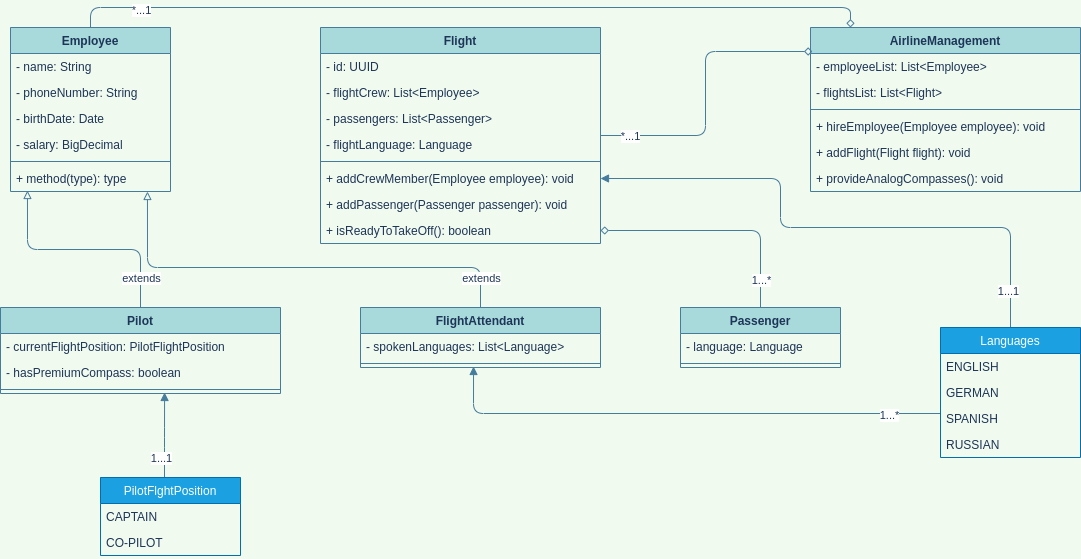 *...1
Employee
- name: String
- phoneNumber: String
- birthDate: Date
- salary: BigDecimal
+ method(type): type
Flight
- id: UUID
- flightCrew: List<Employee>
- passengers: List<Passenger>
- flightLanguage: Language
+ addCrewMember(Employee employee): void
+ addPassenger(Passenger passenger): void
+ isReadyToTakeOff(): boolean
*...1
AirlineManagement
- employeeList: List<Employee>
- flightsList: List<Flight>
+ hireEmployee(Employee employee): void
+ addFlight(Flight flight): void
+ provideAnalogCompasses(): void
extends
extends
1...*
1...1
Pilot
- currentFlightPosition: PilotFlightPosition
- hasPremiumCompass: boolean
FlightAttendant
- spokenLanguages: List<Language>
Passenger
- language: Language
Languages
ENGLISH
GERMAN
SPANISH
RUSSIAN
1...*
1...1
PilotFlghtPosition
CAPTAIN
CO-PILOT